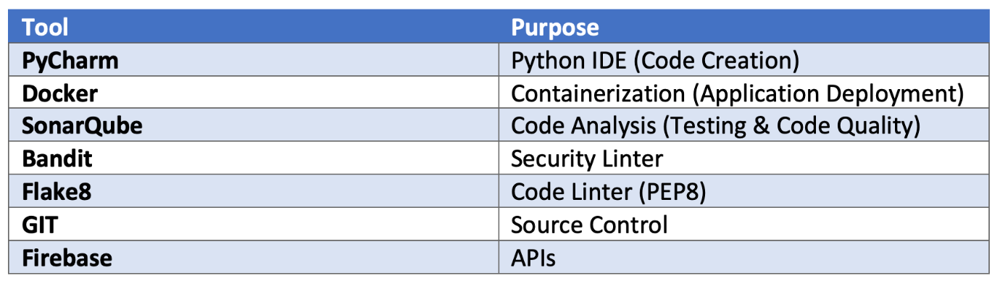 Tool Purpose
PyCharm Python IDE (Code Creation)
Docker Containerization (Application Deployment)
SonarQube Code Analysis (Testing & Code Quality)
Bandit Security Linter
Flake8 Code Linter (PEP8)
GIT Source Control
Firebase APIs